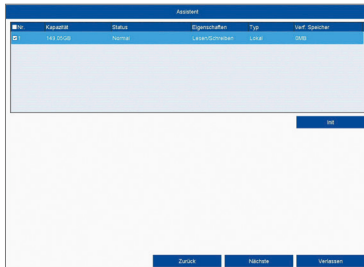 Assistent
Nr. Kapazität Status Eigenschaften Typ Verf. Speicher
1 Normal Lesen/Schreiben Lokal 0MB
Init
Zurück Nächste Verlassen